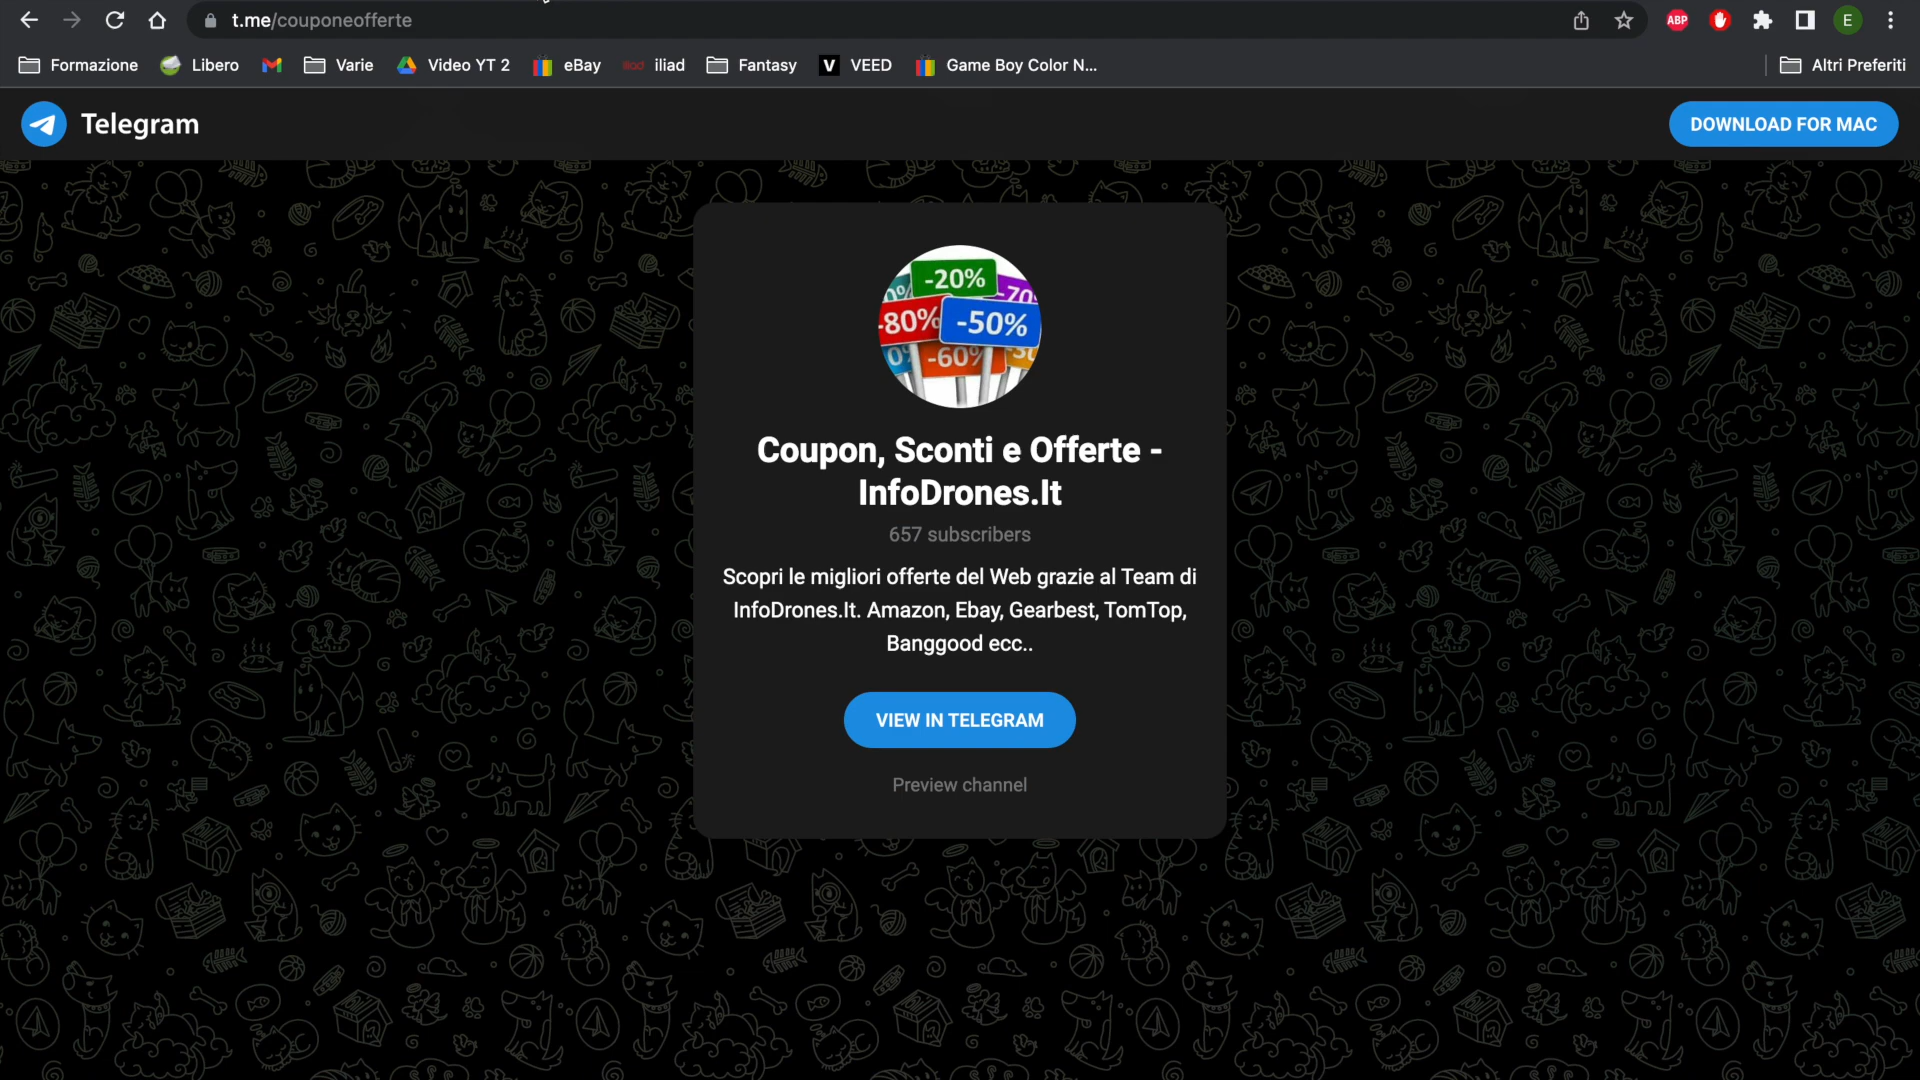 t.me/couponeofferte
ABP
E
Formazione
Libero
Varie
Video YT 2
eBay
iliad
Fantasy
V VEED
Game Boy Color N...
Altri Preferiti
Telegram
DOWNLOAD FOR MAC
-20%
-80%
-50%
-60%
Coupon, Sconti e Offerte -
InfoDrones.It
657 subscribers
Scopri le migliori offerte del Web grazie al Team di
InfoDrones.It. Amazon, Ebay, Gearbest, TomTop,
Banggood ecc..
VIEW IN TELEGRAM
Preview channel